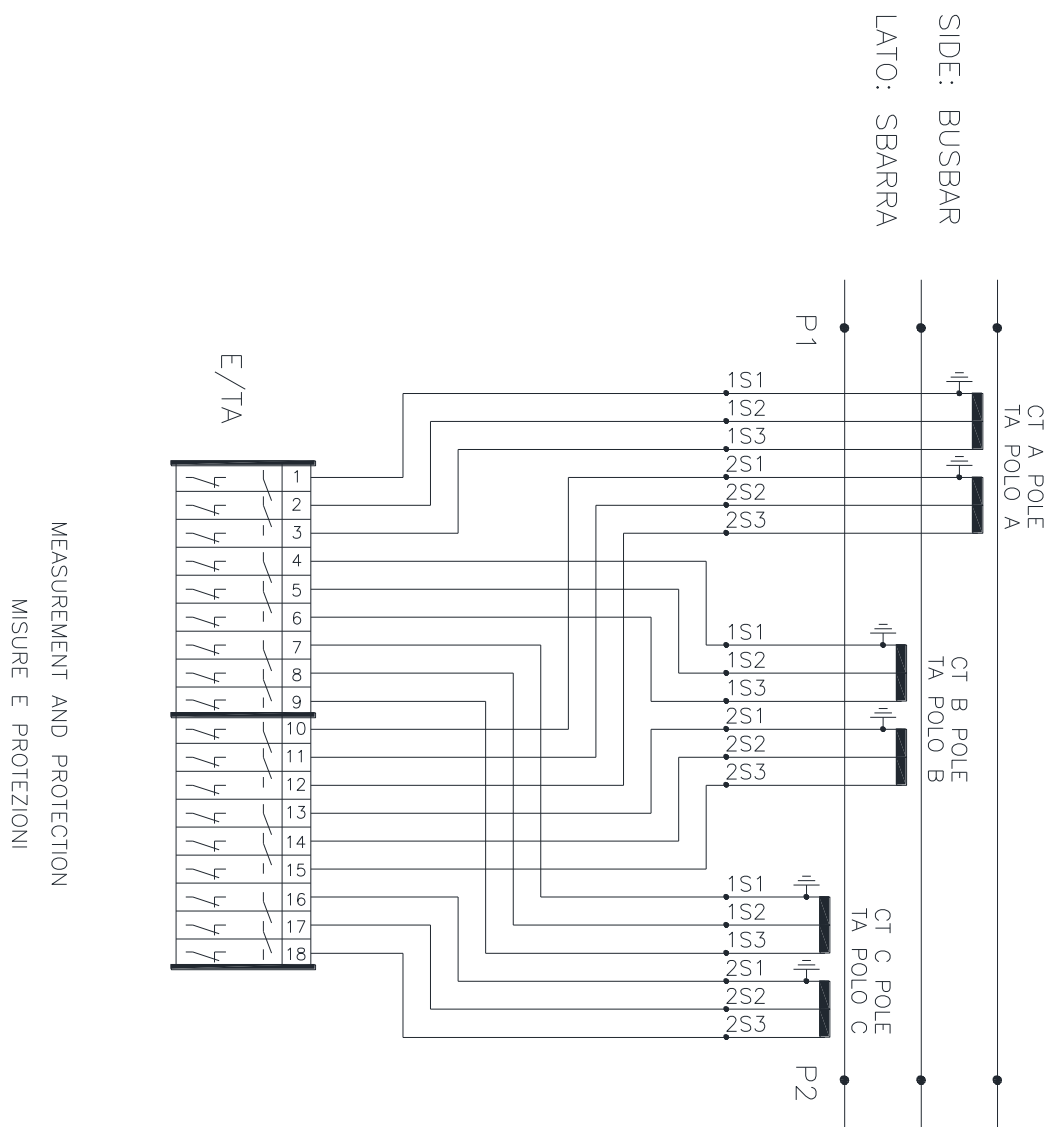 SIDE: BUSBAR
LATO: SBARRA
P1
CT A POLE
TA POLO A
1S1
1S2
1S3
2S1
2S2
2S3
CT B POLE
TA POLO B
1S1
1S2
1S3
2S1
2S2
2S3
CT C POLE
TA POLO C
1S1
1S2
1S3
2S1
2S2
2S3
P2
E/TA
1
2
3
4
5
6
7
8
9
10
11
12
13
14
15
16
17
18
MEASUREMENT AND PROTECTION
MISURE E PROTEZIONI